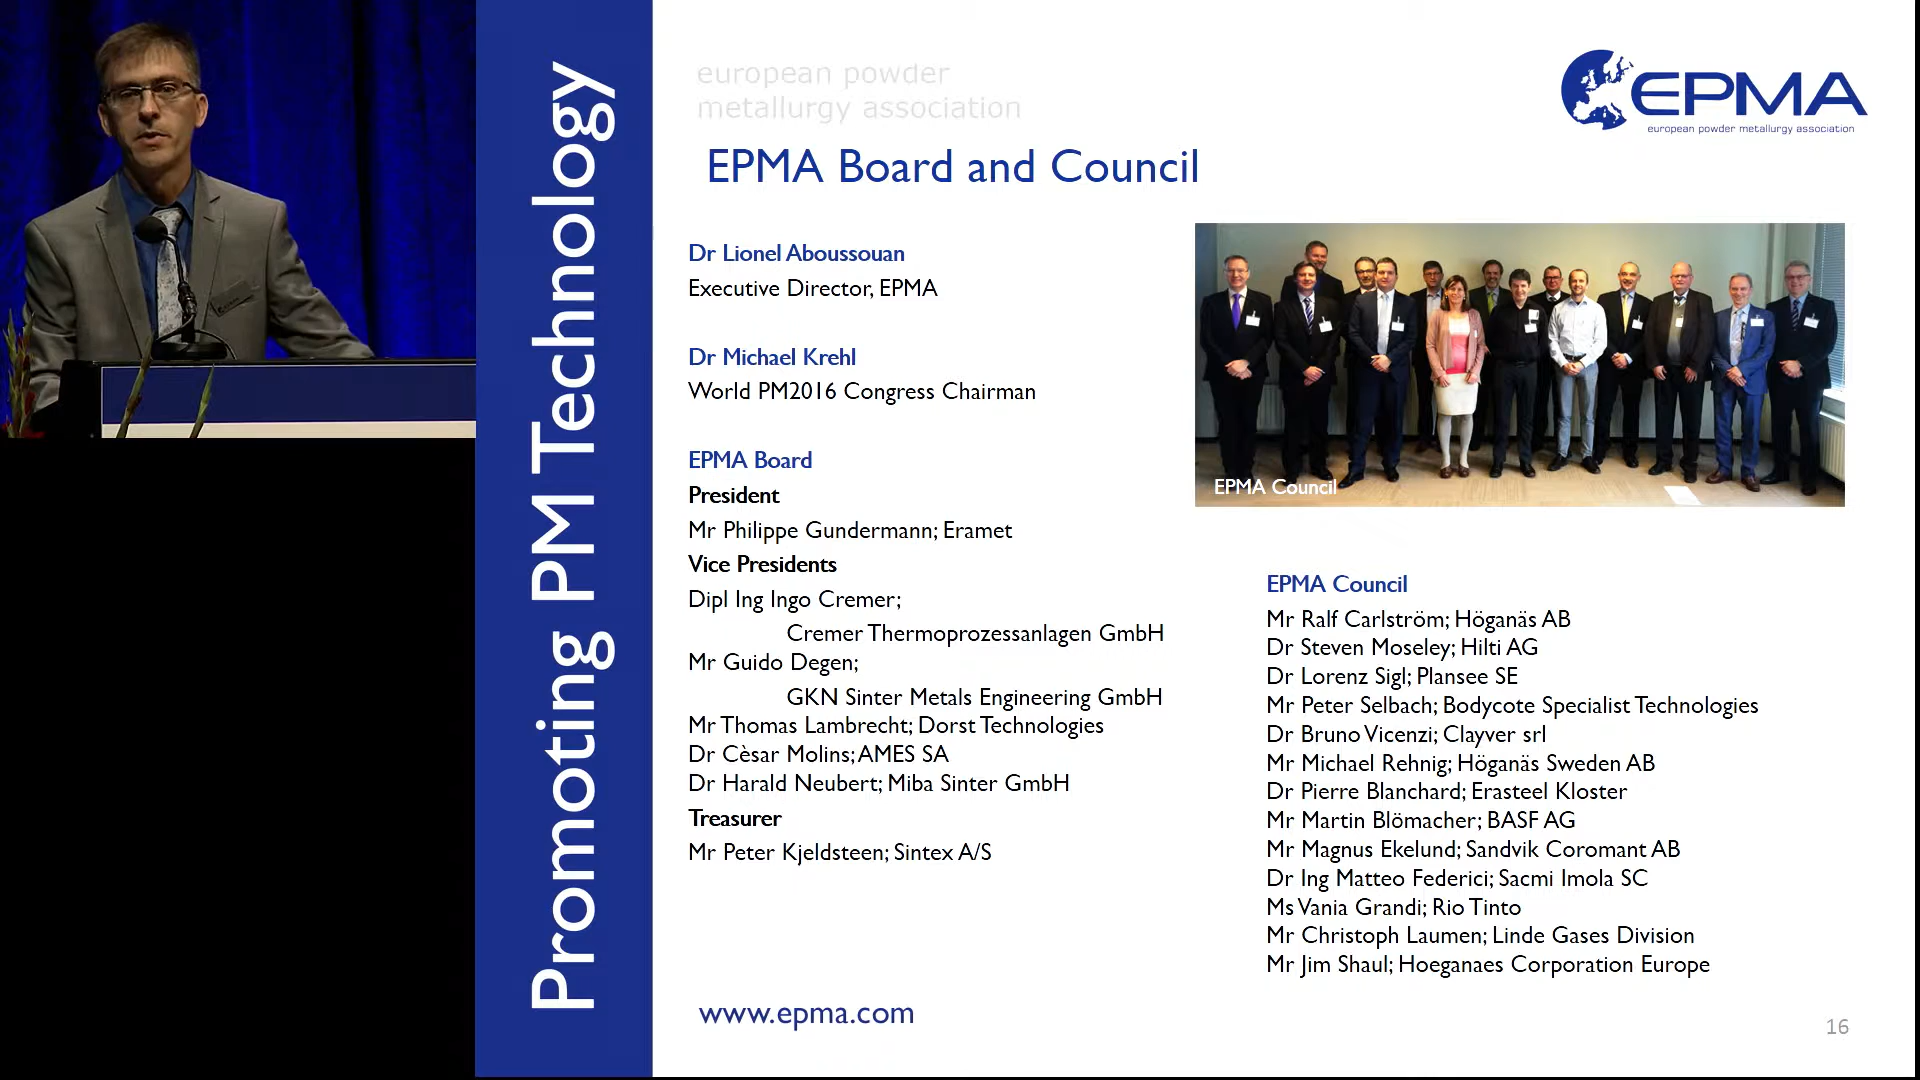 Promoting PM Technology
european powder
metallurgy association
EPMA
european powder metallurgy association
EPMA Board and Council
Dr Lionel Aboussouan
Executive Director, EPMA
Dr Michael Krehl
World PM2016 Congress Chairman
EPMA Board
President
Mr Philippe Gundermann; Eramet
Vice Presidents
Dipl Ing Ingo Cremer;
Cremer Thermoprozessanlagen GmbH
Mr Guido Degen;
GKN Sinter Metals Engineering GmbH
Mr Thomas Lambrecht; Dorst Technologies
Dr Cèsar Molins; AMES SA
Dr Harald Neubert; Miba Sinter GmbH
Treasurer
Mr Peter Kjeldsteen; Sintex A/S
EPMA Council
EPMA Council
Mr Ralf Carlström; Höganäs AB
Dr Steven Moseley; Hilti AG
Dr Lorenz Sigl; Plansee SE
Mr Peter Selbach; Bodycote Specialist Technologies
Dr Bruno Vicenzi; Clayver srl
Mr Michael Rehnig; Höganäs Sweden AB
Dr Pierre Blanchard; Erasteel Kloster
Mr Martin Blömacher; BASF AG
Mr Magnus Ekelund; Sandvik Coromant AB
Dr Ing Matteo Federici; Sacmi Imola SC
Ms Vania Grandi; Rio Tinto
Mr Christoph Laumen; Linde Gases Division
Mr Jim Shaul; Hoeganaes Corporation Europe
www.epma.com
16